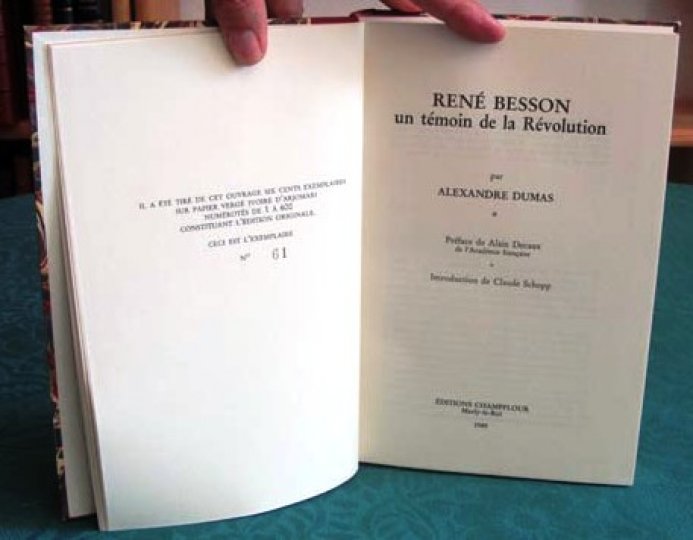 IL A ÉTÉ TIRÉ DE CET OUVRAGE SIX CENTS EXEMPLAIRES
SUR PAPIER VERGÉ IVOIRE D'ARJOMARI
NUMÉROTÉS DE 1 A 600
CONSTITUANT L'ÉDITION ORIGINALE.
CECI EST L'EXEMPLAIRE
N° 61
RENÉ BESSON
un témoin de la Révolution
par
ALEXANDRE DUMAS
*
Préface de Alain Decaux
de l'Académie française
*
Introduction de Claude Schopp
ÉDITIONS CHAMPFLOUR
Marly-le-Roi
1989